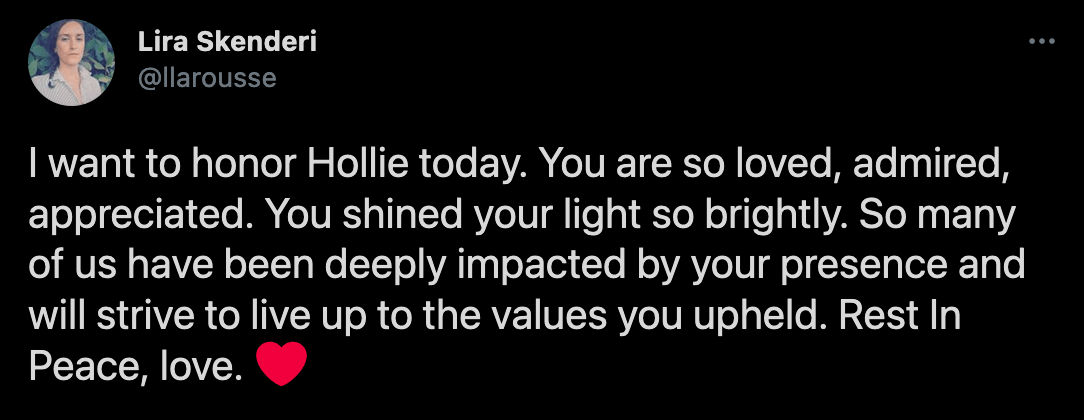 Lira Skenderi
@llarousse
I want to honor Hollie today. You are so loved, admired,
appreciated. You shined your light so brightly. So many
of us have been deeply impacted by your presence and
will strive to live up to the values you upheld. Rest In
Peace, love. ❤️